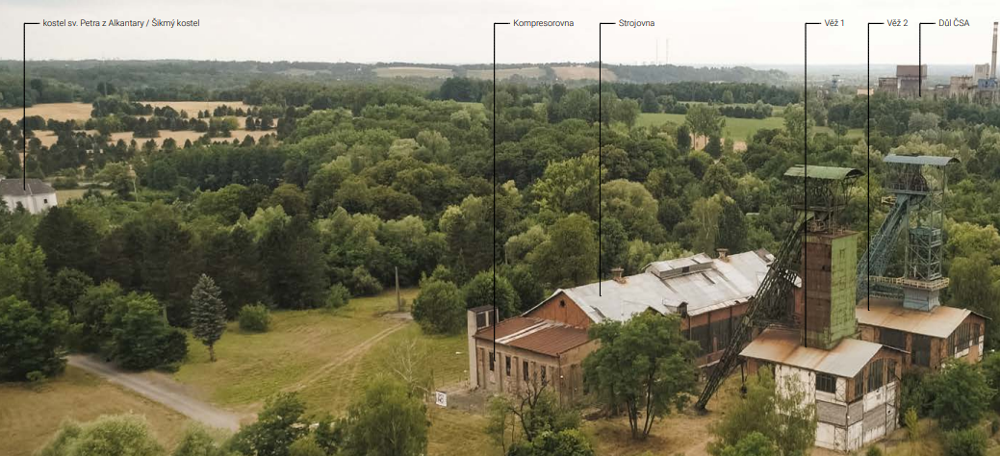 kostel sv. Petra z Alkantary / Šikmý kostel
Kompresorovna
Strojovna
Věž 1
Věž 2
Důl ČSA